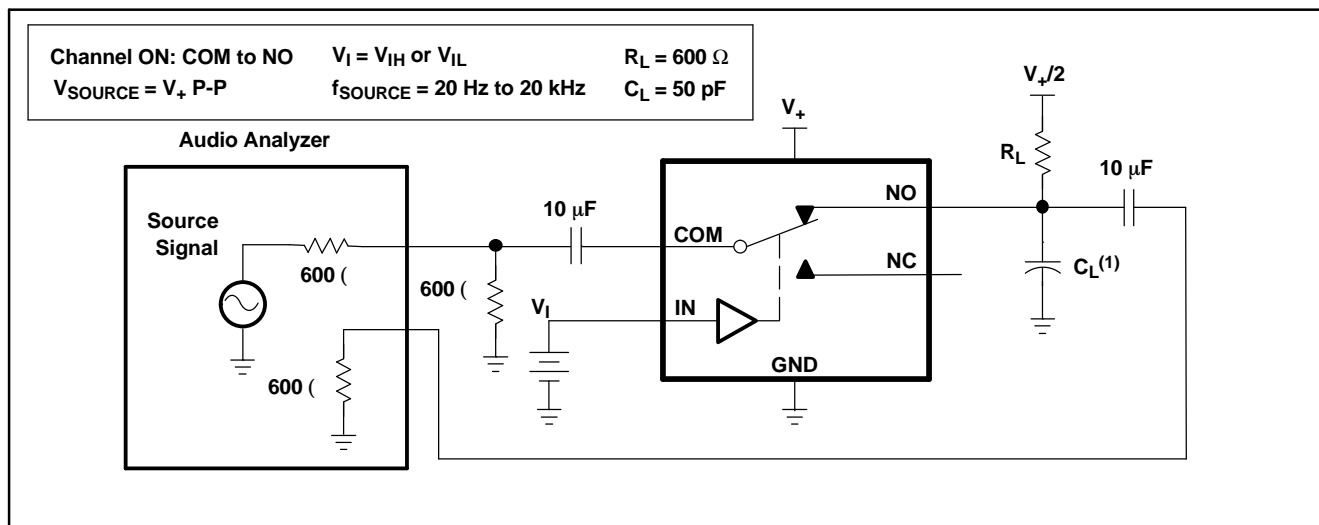 Channel ON: COM to NO V_I = V_IH or V_IL R_L = 600 Ω
V_SOURCE = V_+ P-P f_SOURCE = 20 Hz to 20 kHz C_L = 50 pF
Audio Analyzer
Source
Signal
600 (
600 (
600 (
10 μF
V_I
V_+
COM
IN
NO
NC
GND
V_+/2
R_L
10 μF
C_L(1)